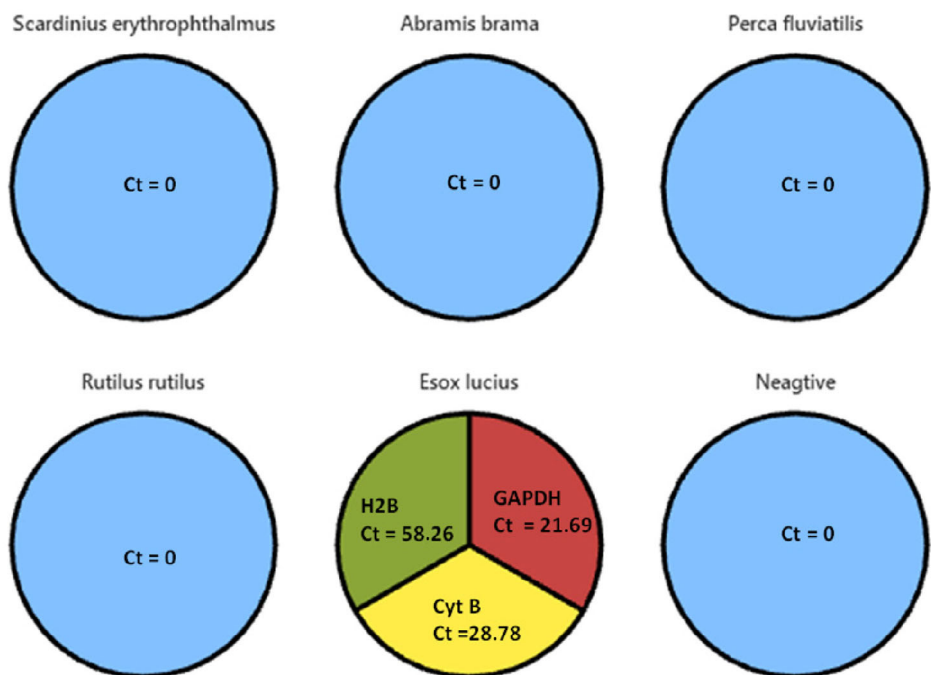 Scardinius erythrophthalmus
Abramis brama
Perca fluviatilis
Ct = 0
Ct = 0
Ct = 0
Rutilus rutilus
Esox lucius
Neagtive
Ct = 0
H2B
Ct = 58.26
GAPDH
Ct = 21.69
Cyt B
Ct =28.78
Ct = 0